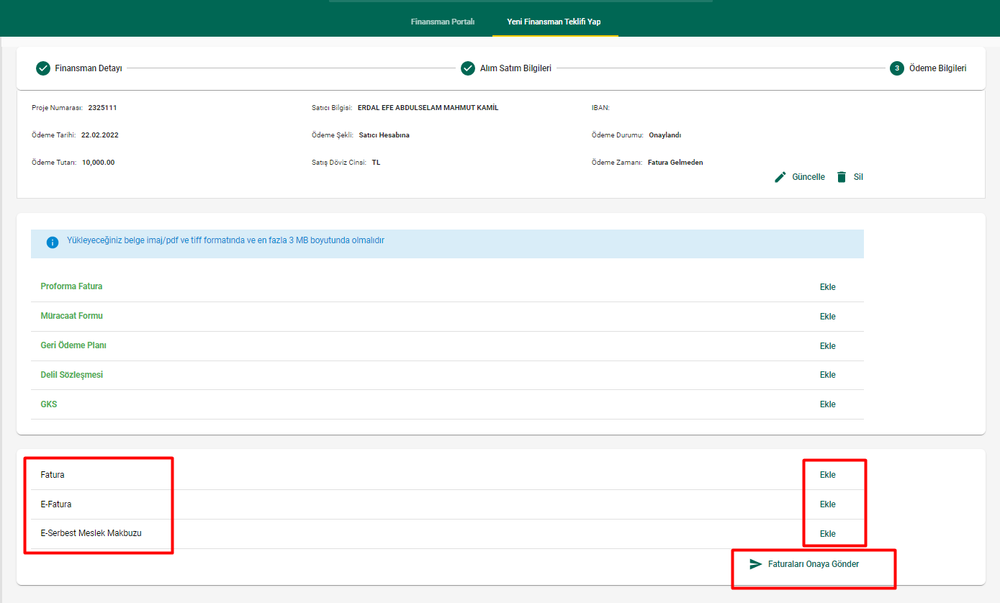 Finansman Portalı Yeni Finansman Teklifi Yap
Finansman Detayı Alım Satım Bilgileri 3 Ödeme Bilgileri
Proje Numarası: 2325111 Satıcı Bilgisi: ERDAL EFE ABDULSELAM MAHMUT KAMİL IBAN:
Ödeme Tarihi: 22.02.2022 Ödeme Şekli: Satıcı Hesabına Ödeme Durumu: Onaylandı
Ödeme Tutarı: 10,000.00 Satış Döviz Cinsi: TL Ödeme Zamanı: Fatura Gelmeden
Güncelle Sil
Yükleyeceğiniz belge imaj/pdf ve tiff formatında ve en fazla 3 MB boyutunda olmalıdır
Proforma Fatura Ekle
Müracaat Formu Ekle
Geri Ödeme Planı Ekle
Delil Sözleşmesi Ekle
GKS Ekle
Fatura Ekle
E-Fatura Ekle
E-Serbest Meslek Makbuzu Ekle
Faturaları Onaya Gönder